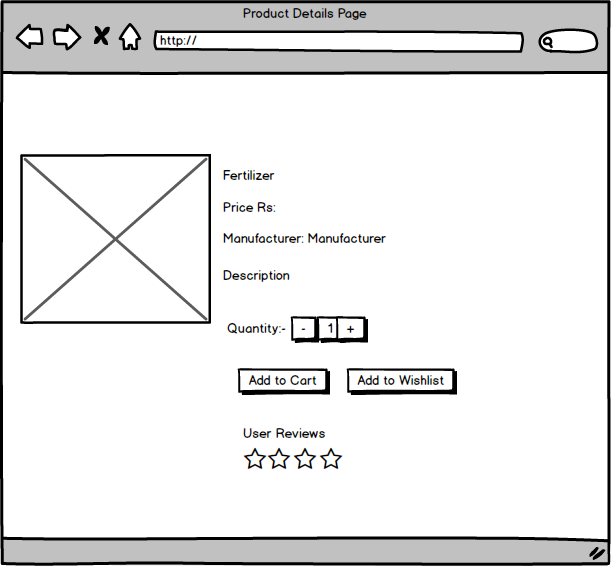 Product Details Page
http://
Fertilizer
Price Rs:
Manufacturer: Manufacturer
Description
Quantity:- - 1 +
Add to Cart Add to Wishlist
User Reviews